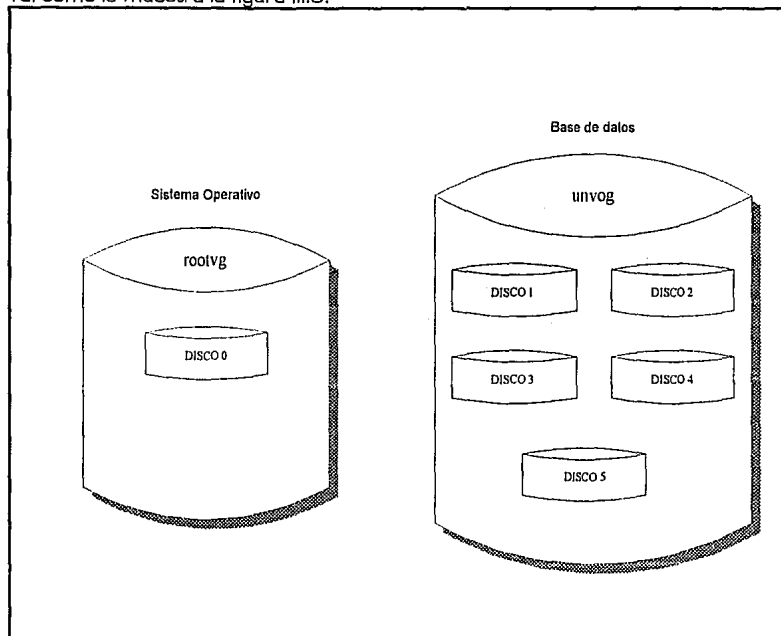 Base de datos
unvog
Sistema Operativo
rootvg
DISCO 1
DISCO 2
DISCO 0
DISCO 3
DISCO 4
DISCO 5